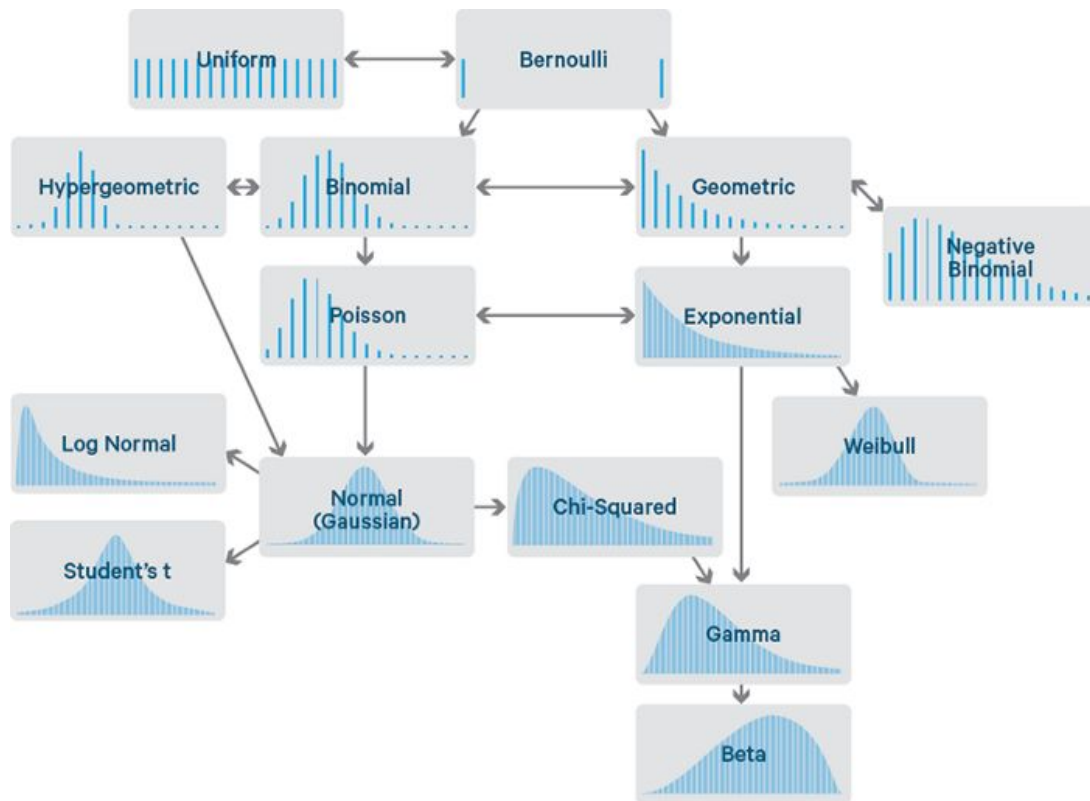 Uniform
Bernoulli
Hypergeometric
Binomial
Geometric
Negative
Binomial
Poisson
Exponential
Log Normal
Weibull
Normal
(Gaussian)
Chi-Squared
Student's t
Gamma
Beta